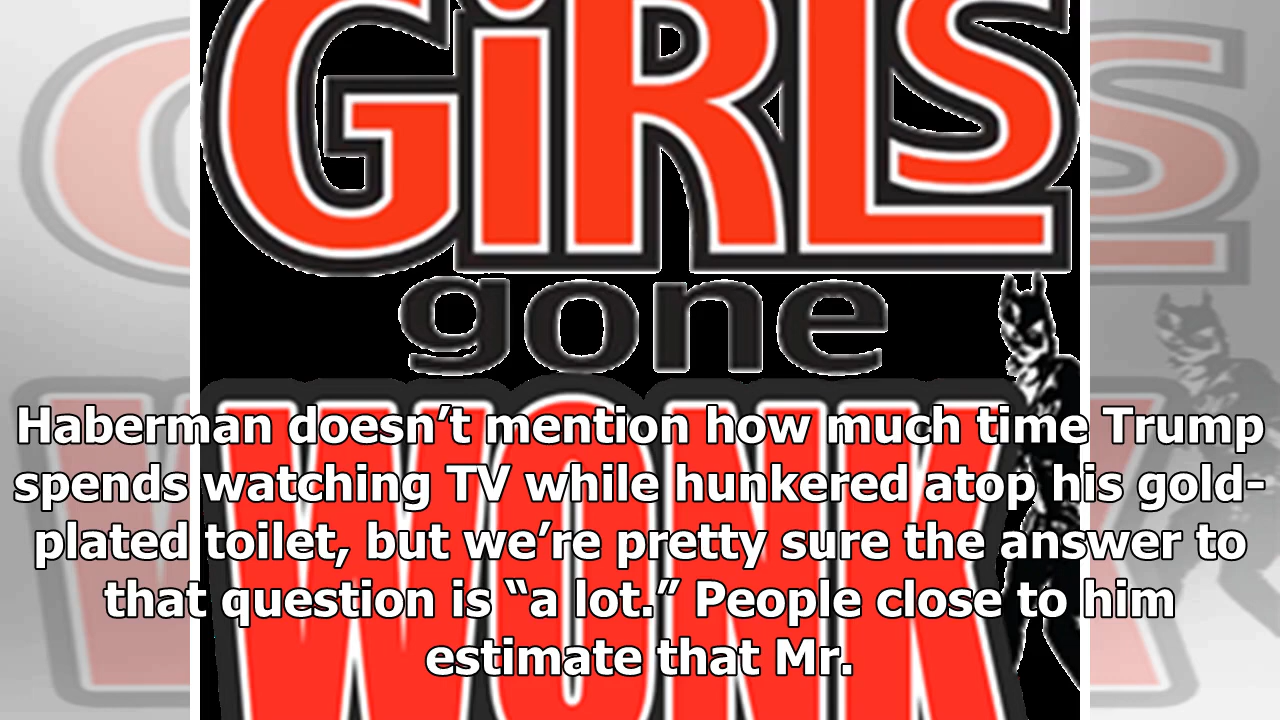 GiRLS
gone
WONK
Haberman doesn’t mention how much time Trump
spends watching TV while hunkered atop his gold-
plated toilet, but we’re pretty sure the answer to
that question is “a lot.” People close to him
estimate that Mr.